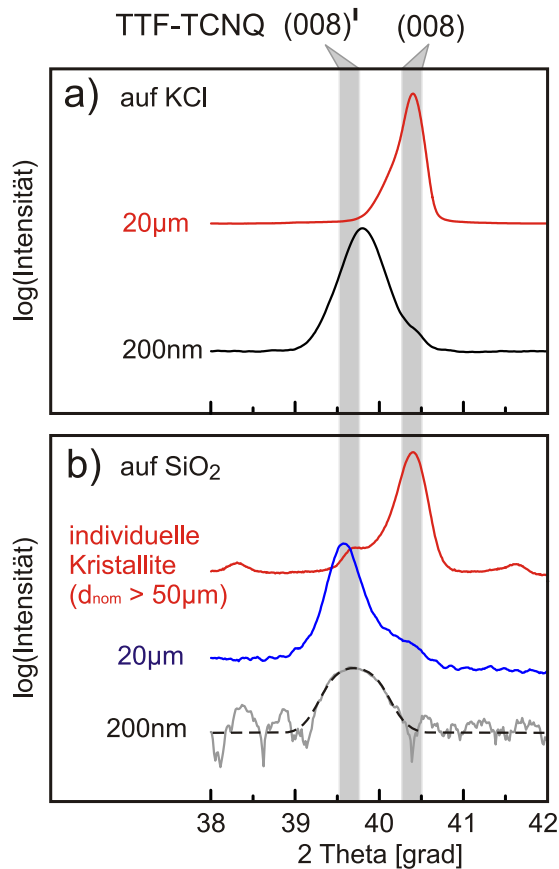 TTF-TCNQ (008)' (008)
a) auf KCl
20µm
200nm
log(Intensität)
b) auf SiO2
individuelle
Kristallite
(dnom > 50µm)
20µm
200nm
log(Intensität)
38 39 40 41 42
2 Theta [grad]